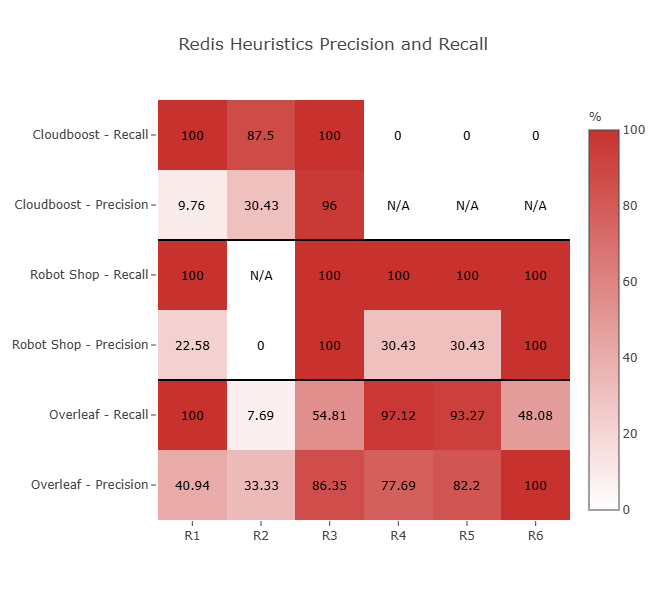 Redis Heuristics Precision and Recall
%
Cloudboost - Recall 100 87.5 100 0 0 0
Cloudboost - Precision 9.76 30.43 96 N/A N/A N/A
Robot Shop - Recall 100 N/A 100 100 100 100
Robot Shop - Precision 22.58 0 100 30.43 30.43 100
Overleaf - Recall 100 7.69 54.81 97.12 93.27 48.08
Overleaf - Precision 40.94 33.33 86.35 77.69 82.2 100
R1 R2 R3 R4 R5 R6
100
80
60
40
20
0